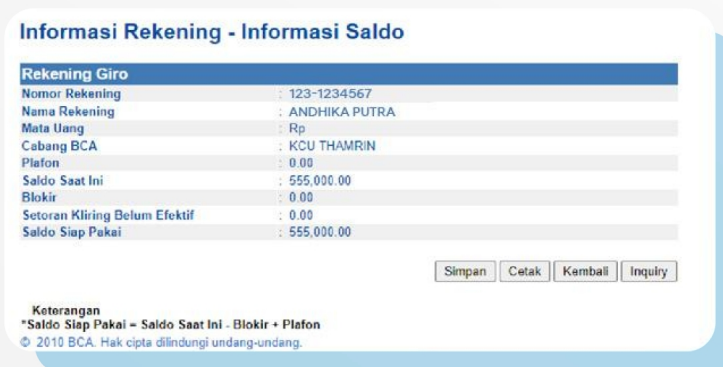 Informasi Rekening - Informasi Saldo
Rekening Giro
Nomor Rekening : 123-1234567
Nama Rekening : ANDHIKA PUTRA
Mata Uang : Rp
Cabang BCA : KCU THAMRIN
Plafon : 0.00
Saldo Saat Ini : 555,000.00
Blokir : 0.00
Setoran Kliring Belum Efektif : 0.00
Saldo Siap Pakai : 555,000.00
Simpan Cetak Kembali Inquiry
Keterangan
*Saldo Siap Pakai = Saldo Saat Ini - Blokir + Plafon
© 2010 BCA. Hak cipta dilindungi undang-undang.